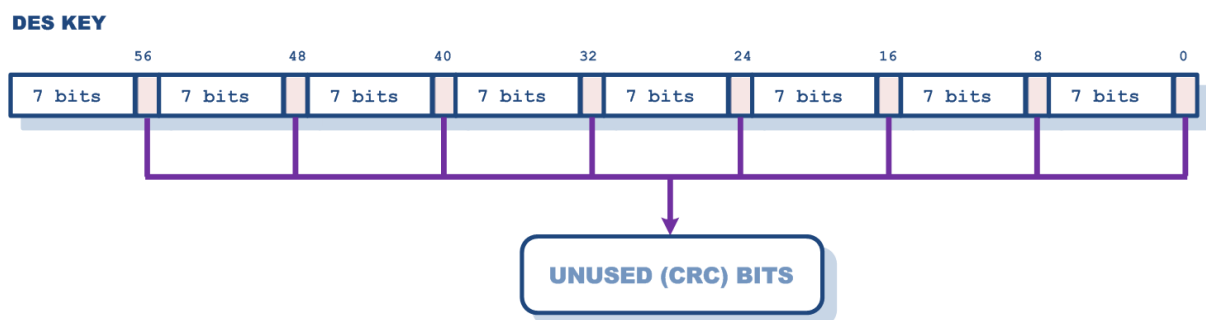 DES KEY
56 48 40 32 24 16 8 0
7 bits 7 bits 7 bits 7 bits 7 bits 7 bits 7 bits 7 bits
UNUSED (CRC) BITS